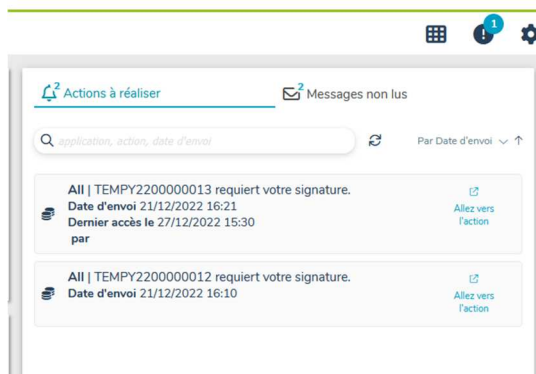 1
2 Actions à réaliser
2 Messages non lus
application, action, date d'envoi
Par Date d'envoi
All | TEMPY2200000013 requiert votre signature.
Date d'envoi 21/12/2022 16:21
Dernier accès le 27/12/2022 15:30
par
Allez vers
l'action
All | TEMPY2200000012 requiert votre signature.
Date d'envoi 21/12/2022 16:10
Allez vers
l'action